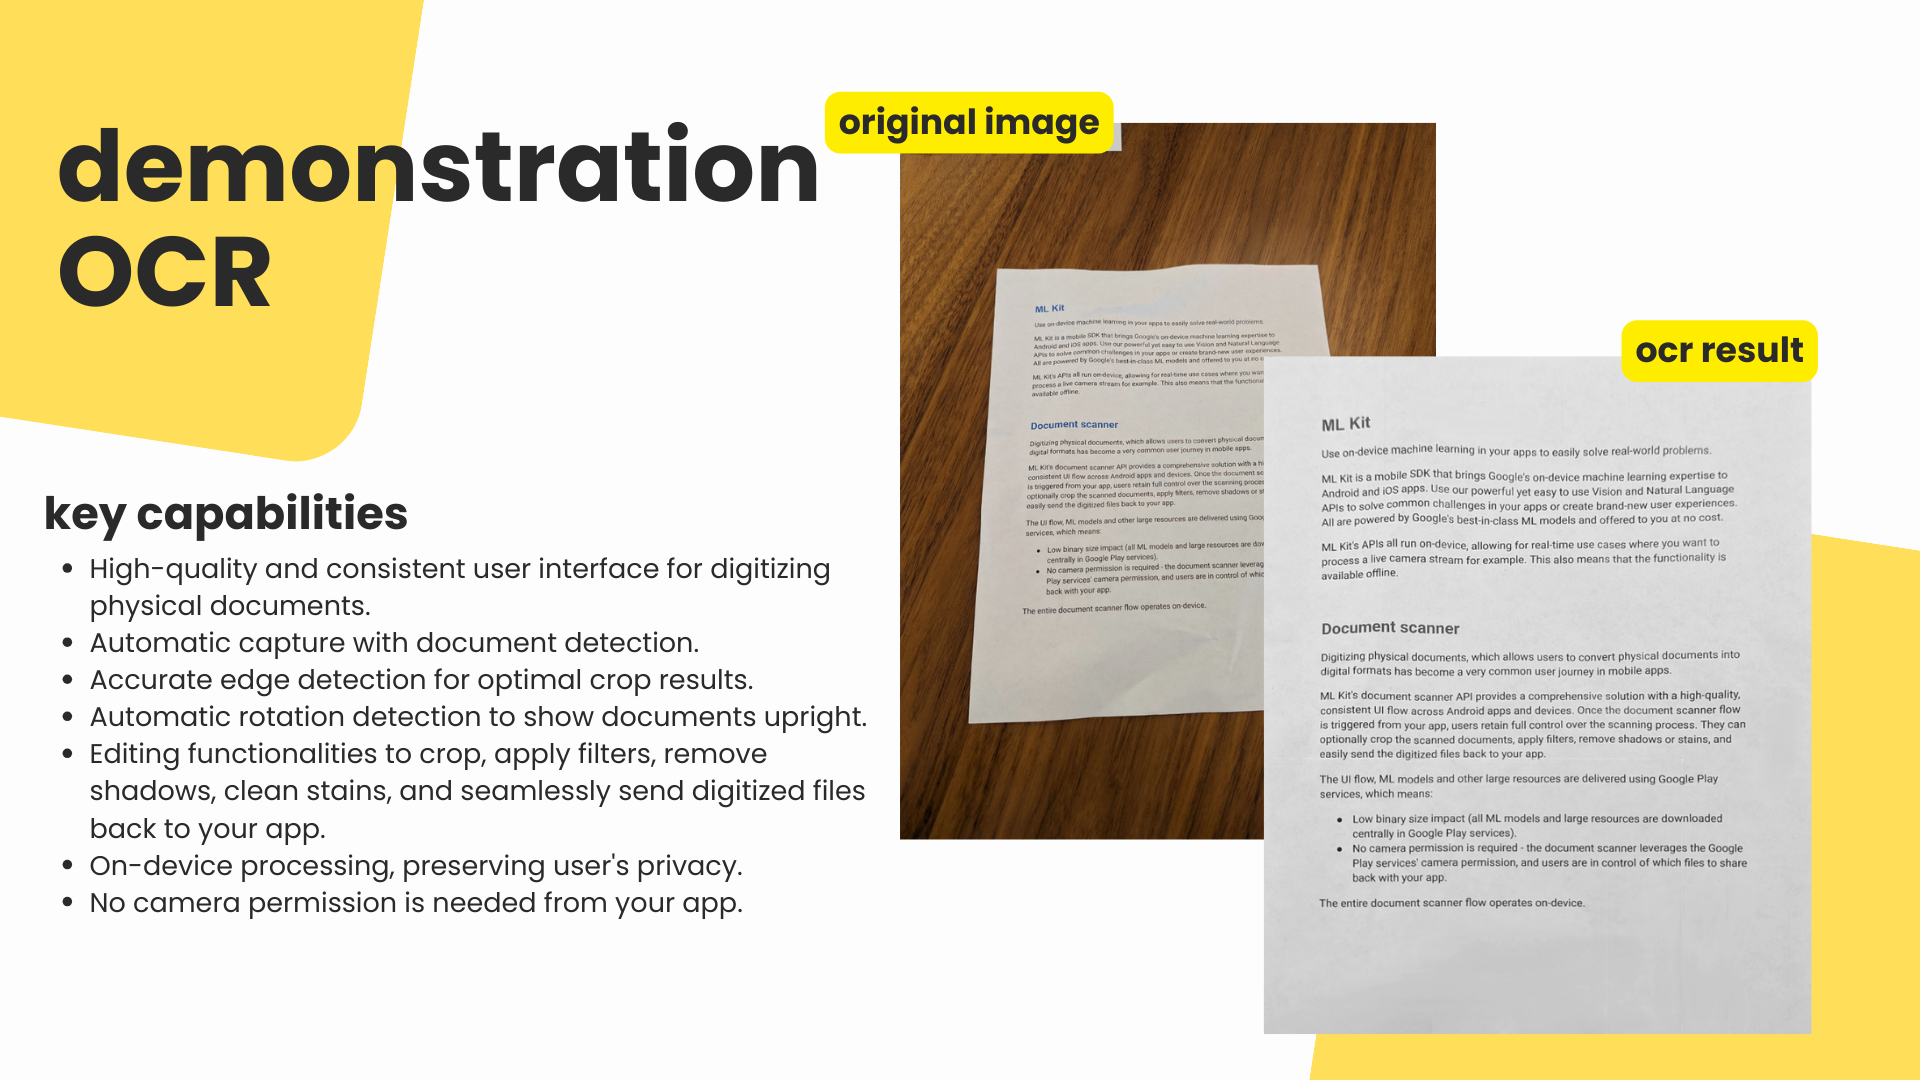 demonstration
OCR
original image
ocr result
key capabilities
• High-quality and consistent user interface for digitizing
physical documents.
• Automatic capture with document detection.
• Accurate edge detection for optimal crop results.
• Automatic rotation detection to show documents upright.
• Editing functionalities to crop, apply filters, remove
shadows, clean stains, and seamlessly send digitized files
back to your app.
• On-device processing, preserving user's privacy.
• No camera permission is needed from your app.
ML Kit
Use on-device machine learning in your apps to easily solve real-world problems.
ML Kit is a mobile SDK that brings Google's on-device machine learning expertise to
Android and iOS apps. Use our powerful yet easy to use Vision and Natural Language
APIs to solve common challenges in your apps or create brand-new user experiences.
All are powered by Google's best-in-class ML models and offered to you at no
ML Kit's APIs all run on-device, allowing for real-time use cases where you
process a live camera stream for example. This also means that the
available offline.
Document scanner
Digitizing physical documents, which allows users to convert physical
digital formats has become a very common user journey in mobile apps.
ML Kit's document scanner API provides a comprehensive solution with a
consistent UI flow across Android apps and devices. Once the document
is triggered from your app, users retain full control over the scanning
optionally crop the scanned documents, apply filters, remove shadows or
easily send the digitized files back to your app.
The UI flow, ML models and other large resources are delivered using
services, which means:
• Low binary size impact (all ML models and large resources are
centrally in Google Play services).
• No camera permission is required - the document scanner
Play services' camera permission, and users are in control of
back with your app.
The entire document scanner flow operates on-device.
ML Kit
Use on-device machine learning in your apps to easily solve real-world problems.
ML Kit is a mobile SDK that brings Google's on-device machine learning expertise to
Android and iOS apps. Use our powerful yet easy to use Vision and Natural Language
APIs to solve common challenges in your apps or create brand-new user experiences.
All are powered by Google's best-in-class ML models and offered to you at no cost.
ML Kit's APIs all run on-device, allowing for real-time use cases where you want to
process a live camera stream for example. This also means that the functionality is
available offline.
Document scanner
Digitizing physical documents, which allows users to convert physical documents into
digital formats has become a very common user journey in mobile apps.
ML Kit's document scanner API provides a comprehensive solution with a high-quality,
consistent UI flow across Android apps and devices. Once the document scanner flow
is triggered from your app, users retain full control over the scanning process. They can
optionally crop the scanned documents, apply filters, remove shadows or stains, and
easily send the digitized files back to your app.
The UI flow, ML models and other large resources are delivered using Google Play
services, which means:
• Low binary size impact (all ML models and large resources are downloaded
centrally in Google Play services).
• No camera permission is required - the document scanner leverages the Google
Play services' camera permission, and users are in control of which files to share
back with your app.
The entire document scanner flow operates on-device.